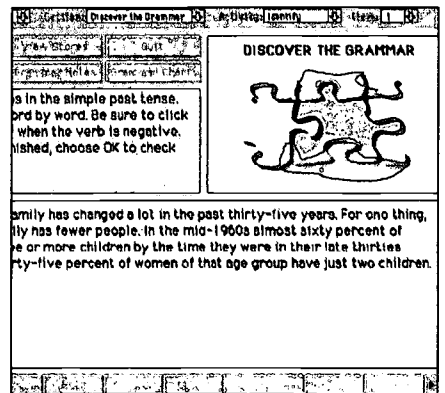 Discover the Grammar Activity: Identify Item: 1
View Scores Quit
Grammar Notes Grammar Charts
DISCOVER THE GRAMMAR
s in the simple past tense.
ord by word. Be sure to click
when the verb is negative.
nished, choose OK to check
amily has changed a lot in the past thirty-five years. For one thing,
ily has fewer people. In the mid-1960s almost sixty percent of
e or more children by the time they were in their late thirties
rty-five percent of women of that age group have just two children.